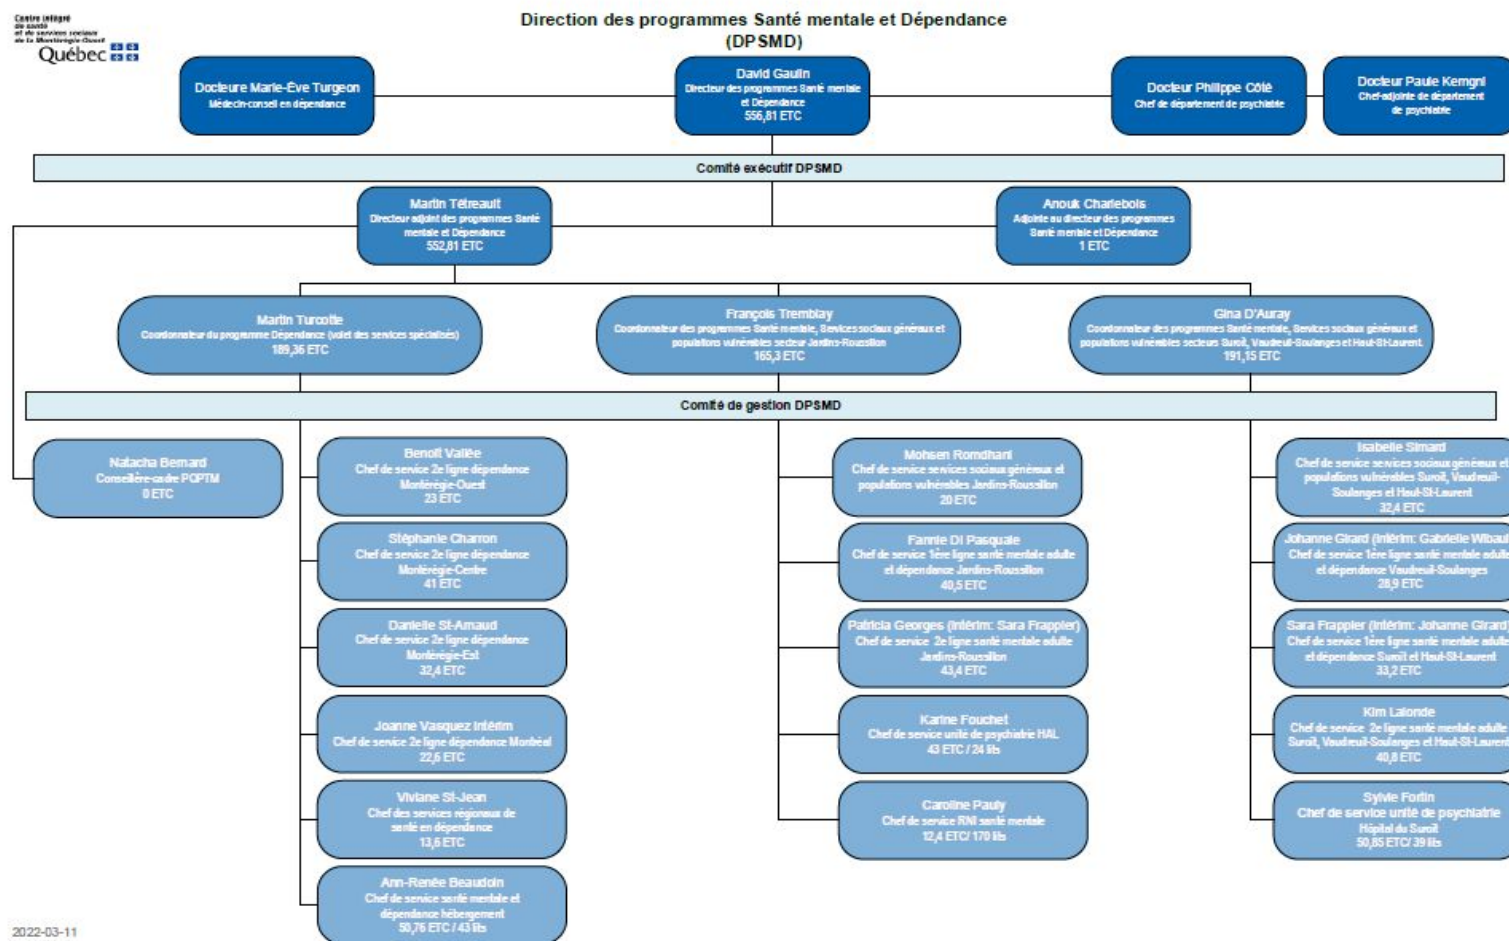 Centre intégré
de santé
et de services sociaux
de la Montérégie-Ouest
Québec
Direction des programmes Santé mentale et Dépendance
(DPSMD)
Docteure Marie-Ève Turgeon
Médecin-conseil en dépendance
David Gaulin
Directeur des programmes Santé mentale
et Dépendance
556,81 ETC
Docteur Philippe Côté
Chef de département de psychiatrie
Docteur Paule Kemgni
Chef-adjointe de département
de psychiatrie
Comité exécutif DPSMD
Martin Tétreault
Directeur adjoint des programmes Santé
mentale et Dépendance
552,81 ETC
Anouk Charlebois
Adjointe au directeur des programmes
Santé mentale et Dépendance
1 ETC
Martin Turcotte
Coordonnateur du programme Dépendance (volet des services spécialisés)
189,36 ETC
François Tremblay
Coordonnateur des programmes Santé mentale, Services sociaux généraux et
populations vulnérables secteur Jardins-Roussillon
165,3 ETC
Gina D'Auray
Coordonnateur des programmes Santé mentale, Services sociaux généraux et
populations vulnérables secteurs Suroît, Vaudreuil-Soulanges et Haut-St-Laurent.
191,15 ETC
Comité de gestion DPSMD
Natacha Bernard
Conseillère-cadre PQPTM
0 ETC
Benoît Vallée
Chef de service 2e ligne dépendance
Montérégie-Ouest
23 ETC
Stéphanie Charron
Chef de service 2e ligne dépendance
Montérégie-Centre
41 ETC
Danielle St-Arnaud
Chef de service 2e ligne dépendance
Montérégie-Est
32,4 ETC
Joanne Vasquez Intérim
Chef de service 2e ligne dépendance Montréal
22,6 ETC
Viviane St-Jean
Chef des services régionaux de
santé en dépendance
13,6 ETC
Ann-Renée Beaudoin
Chef de service santé mentale et
dépendance hébergement
50,76 ETC / 43 lits
Mohsen Romdhani
Chef de service services sociaux généraux et
populations vulnérables Jardins-Roussillon
20 ETC
Fannie Di Pasquale
Chef de service 1ère ligne santé mentale adulte
et dépendance Jardins-Roussillon
40,5 ETC
Patricia Georges (Intérim: Sara Frappier)
Chef de service 2e ligne santé mentale adulte
Jardins-Roussillon
43,4 ETC
Karine Fouchet
Chef de service unité de psychiatrie HAL
43 ETC / 24 lits
Caroline Pauly
Chef de service RNI santé mentale
12,4 ETC/ 170 lits
Isabelle Simard
Chef de service services sociaux généraux et
populations vulnérables Suroît, Vaudreuil-
Soulanges et Haut-St-Laurent
32,4 ETC
Johanne Girard (Intérim: Gabrielle Wibaul
Chef de service 1ère ligne santé mentale adulte
et dépendance Vaudreuil-Soulanges
28,9 ETC
Sara Frappier (Intérim: Johanne Girard)
Chef de service 1ère ligne santé mentale adulte
et dépendance Suroît et Haut-St-Laurent
33,2 ETC
Kim Lalonde
Chef de service 2e ligne santé mentale adulte
Suroît, Vaudreuil-Soulanges et Haut-St-Laurent
40,8 ETC
Sylvie Fortin
Chef de service unité de psychiatrie
Hôpital du Suroît
50,85 ETC/ 39 lits
2022-03-11